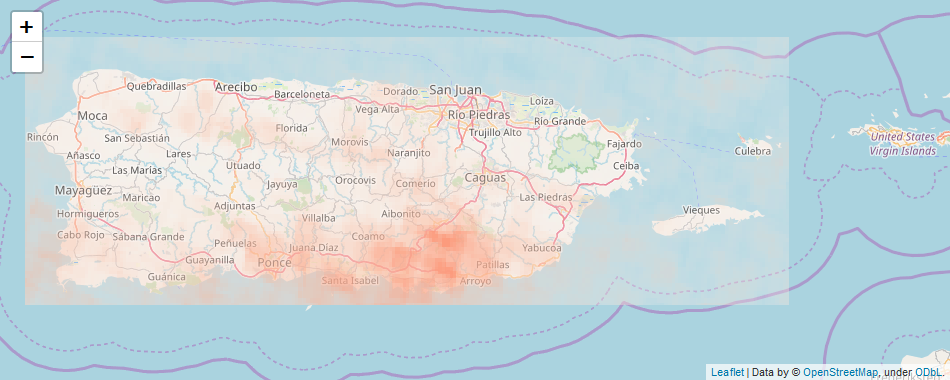 +
−
Quebradillas
Arecibo
Barceloneta
Dorado
San Juan
Vega Alta
Loíza
Moca
Río Piedras
Río Grande
Rincón
San Sebastián
Florida
Trujillo Alto
Morovis
Fajardo
United States
Virgin Islands
Añasco
Lares
Naranjito
Culebra
Las Marías
Utuado
Ceiba
Mayagüez
Jayuya
Orocovis
Comerío
Caguas
Maricao
Las Piedras
Hormigueros
Adjuntas
Villalba
Aibonito
Vieques
Cabo Rojo
Sábana Grande
Peñuelas
Juana Díaz
Coamo
Yabucoa
Guayanilla
Ponce
Patillas
Guánica
Santa Isabel
Arroyo
Leaflet | Data by © OpenStreetMap, under ODbL.